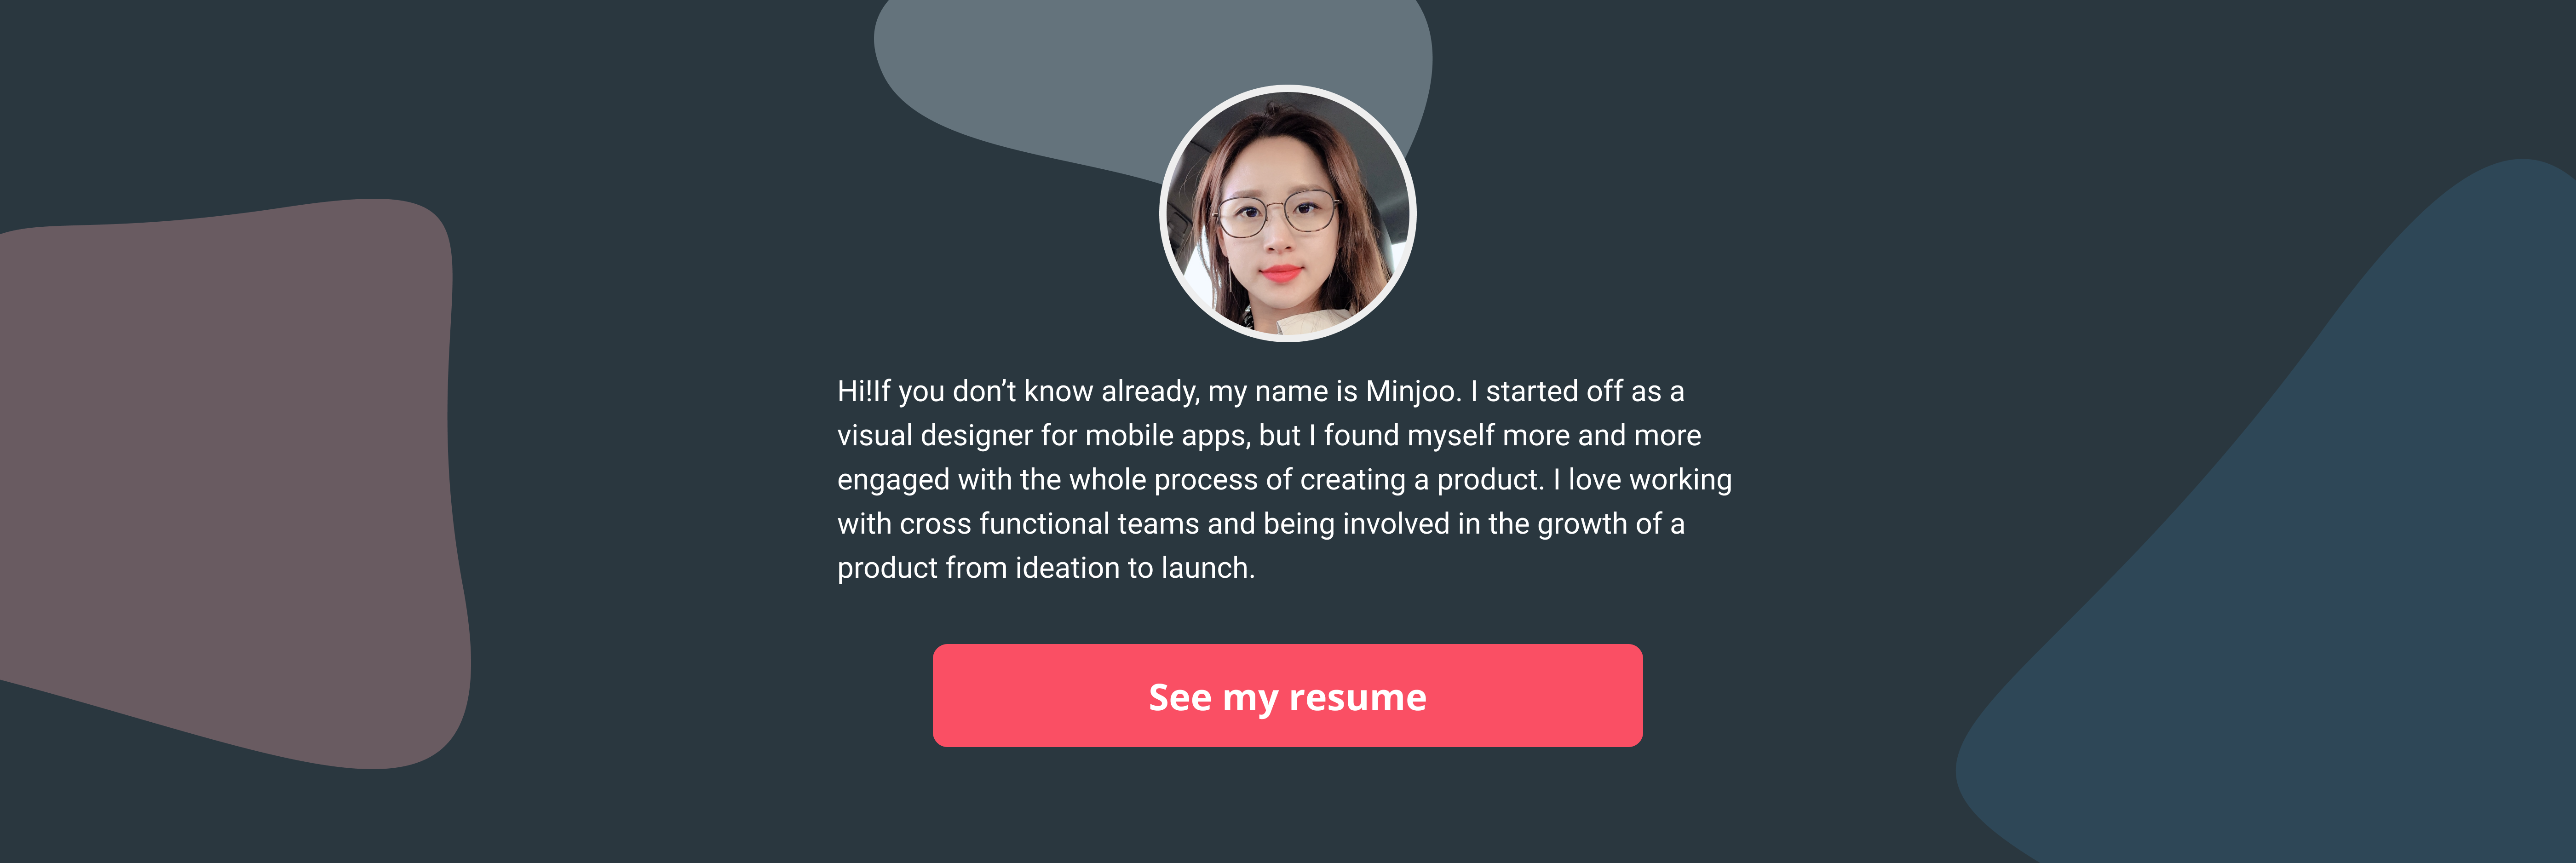 Hi!If you don’t know already, my name is Minjoo. I started off as a
visual designer for mobile apps, but I found myself more and more
engaged with the whole process of creating a product. I love working
with cross functional teams and being involved in the growth of a
product from ideation to launch.
See my resume